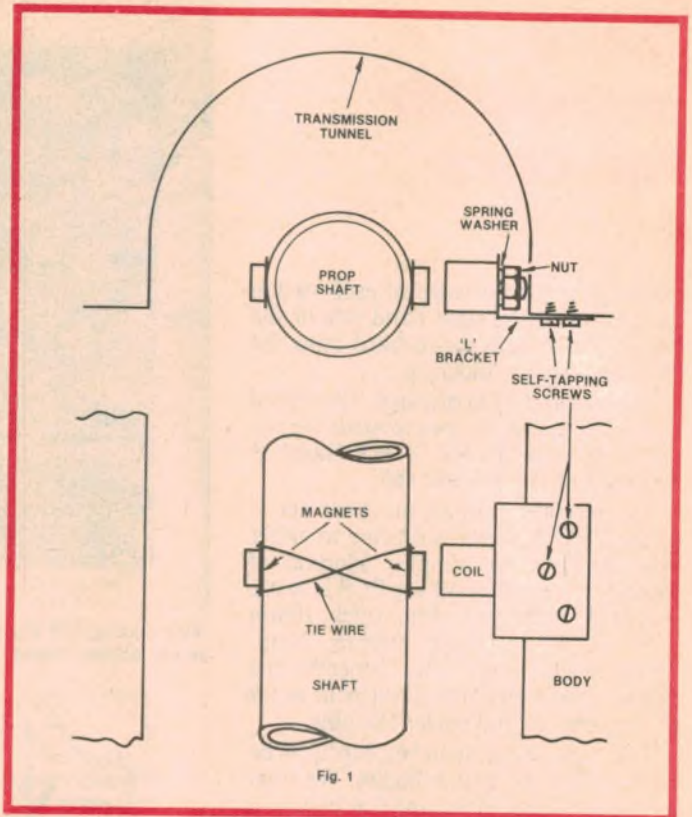 TRANSMISSION
TUNNEL
SPRING
WASHER
NUT
PROP
SHAFT
'L'
BRACKET
SELF-TAPPING
SCREWS
MAGNETS
COIL
TIE WIRE
SHAFT
BODY
Fig. 1